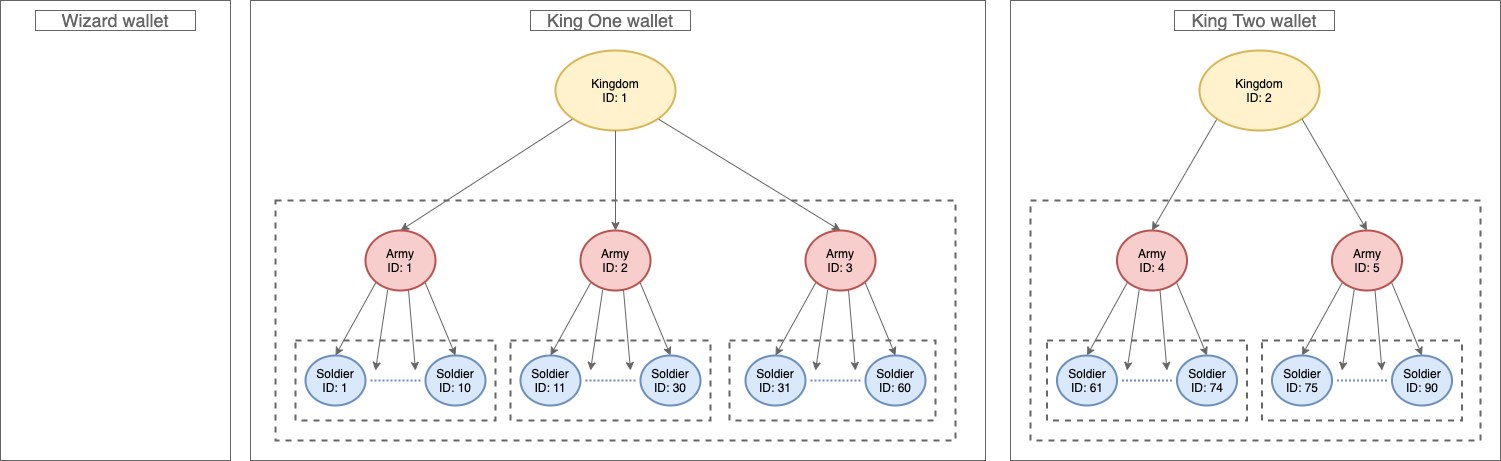 Wizard wallet
King One wallet
King Two wallet
Kingdom
ID: 1
Kingdom
ID: 2
Army
ID: 1
Army
ID: 2
Army
ID: 3
Army
ID: 4
Army
ID: 5
Soldier
ID: 1
Soldier
ID: 10
Soldier
ID: 11
Soldier
ID: 30
Soldier
ID: 31
Soldier
ID: 60
Soldier
ID: 61
Soldier
ID: 74
Soldier
ID: 75
Soldier
ID: 90